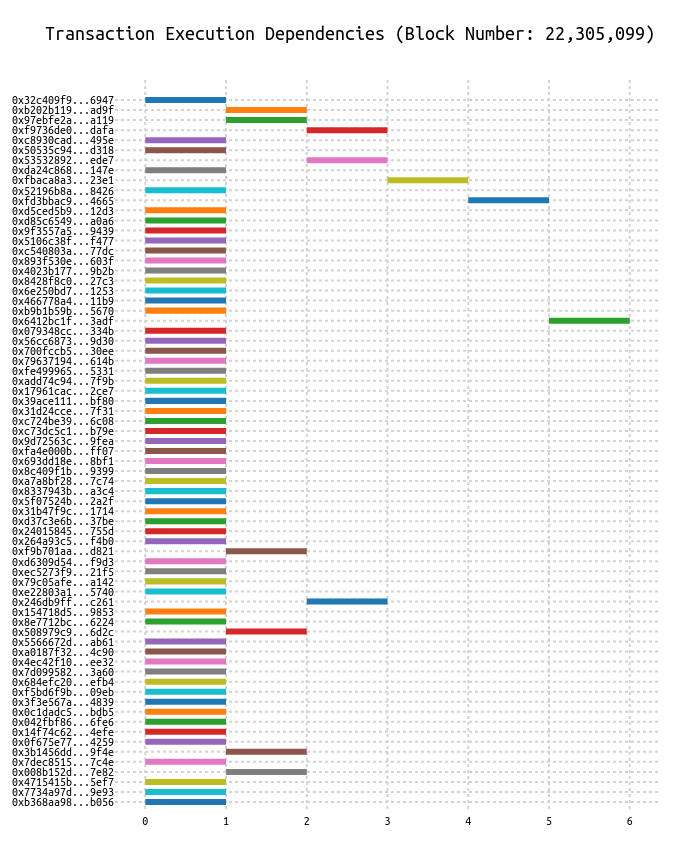 Transaction Execution Dependencies (Block Number: 22,305,099)
0x32c409f9...6947
0xb202b119...ad9f
0x97ebfe2a...a119
0xf9736de0...dafa
0xc8930cad...495e
0x50535c94...d318
0x53532892...ede7
0xda24c868...147e
0xfbaca8a3...23e1
0x52196b8a...8426
0xfd3bbac9...4665
0xd5ced5b9...12d3
0xd85c6549...a0a6
0x9f3557a5...9439
0x5106c38f...f477
0xc540803a...77dc
0x893f530e...603f
0x4023b177...9b2b
0x8428f8c0...27c3
0x6e250bd7...1253
0x466778a4...11b9
0xb9b1b59b...5670
0x6412bc1f...3adf
0x079348cc...334b
0x56cc6873...9d30
0x700fccb5...30ee
0x79637194...614b
0xfe499965...5331
0xadd74c94...7f9b
0x17961cac...2ce7
0x39ace111...bf80
0x31d24cce...7f31
0xc724be39...6c08
0xc73dc5c1...b79e
0x9d72563c...9fea
0xfa4e000b...ff07
0x693dd18e...8bf1
0x8c409f1b...9399
0xa7a8bf28...7c74
0x8337943b...a3c4
0x5f07524b...2a2f
0x31b47f9c...1714
0xd37c3e6b...37be
0x24015845...755d
0x264a93c5...f4b0
0xf9b701aa...d821
0xd6309d54...f9d3
0xec5273f9...21f5
0x79c05afe...a142
0xe22803a1...5740
0x246db9ff...c261
0x154718d5...9853
0x8e7712bc...6224
0x508979c9...6d2c
0x5566672d...ab61
0xa0187f32...4c90
0x4ec42f10...ee32
0x7d099582...3a60
0x684efc20...efb4
0xf5bd6f9b...09eb
0x3f3e567a...4839
0x0c1dadc5...bdb5
0x042fbf86...6fe6
0x14f74c62...4efe
0x0f675e77...4259
0x3b1456dd...9f4e
0x7dec8515...7c4e
0x008b152d...7e82
0x4715415b...5ef7
0x7734a97d...9e93
0xb368aa98...b056
0 1 2 3 4 5 6